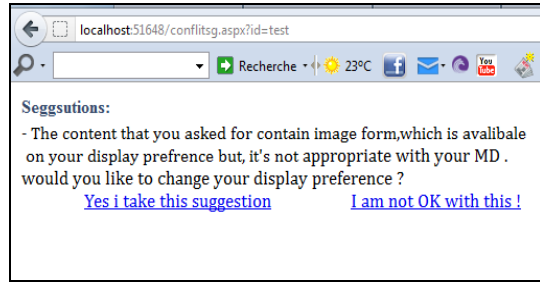 localhost:51648/conflitsg.aspx?id=test
Recherche 23°C You Tube
Seggsutions:
- The content that you asked for contain image form,which is avalibale
on your display prefrence but, it's not appropriate with your MD .
would you like to change your display preference ?
Yes i take this suggestion I am not OK with this !